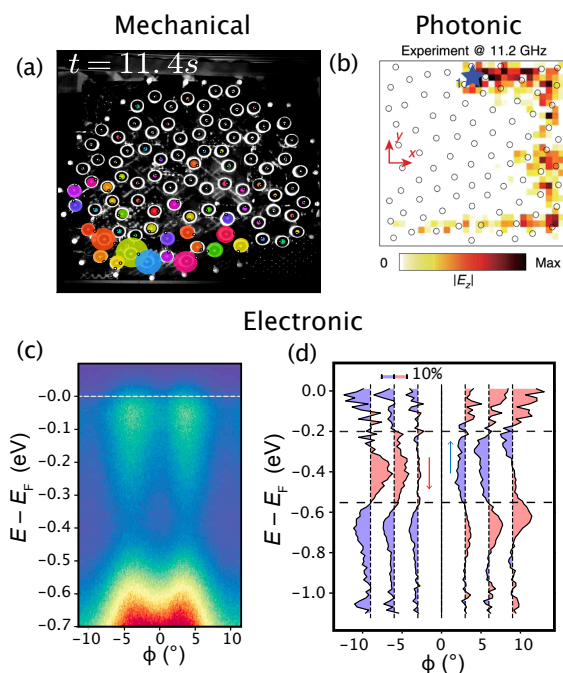 Mechanical
Photonic
(a)
t = 11.4s
(b)
Experiment @ 11.2 GHz
1
y
x
0
Max
|E_z|
Electronic
(c)
−0.0
−0.1
−0.2
−0.3
−0.4
−0.5
−0.6
−0.7
E − E_F (eV)
−10
−5
0
5
10
ϕ (°)
(d)
10%
0.0
−0.2
−0.4
−0.6
−0.8
−1.0
E − E_F (eV)
−10
−5
0
5
10
ϕ (°)